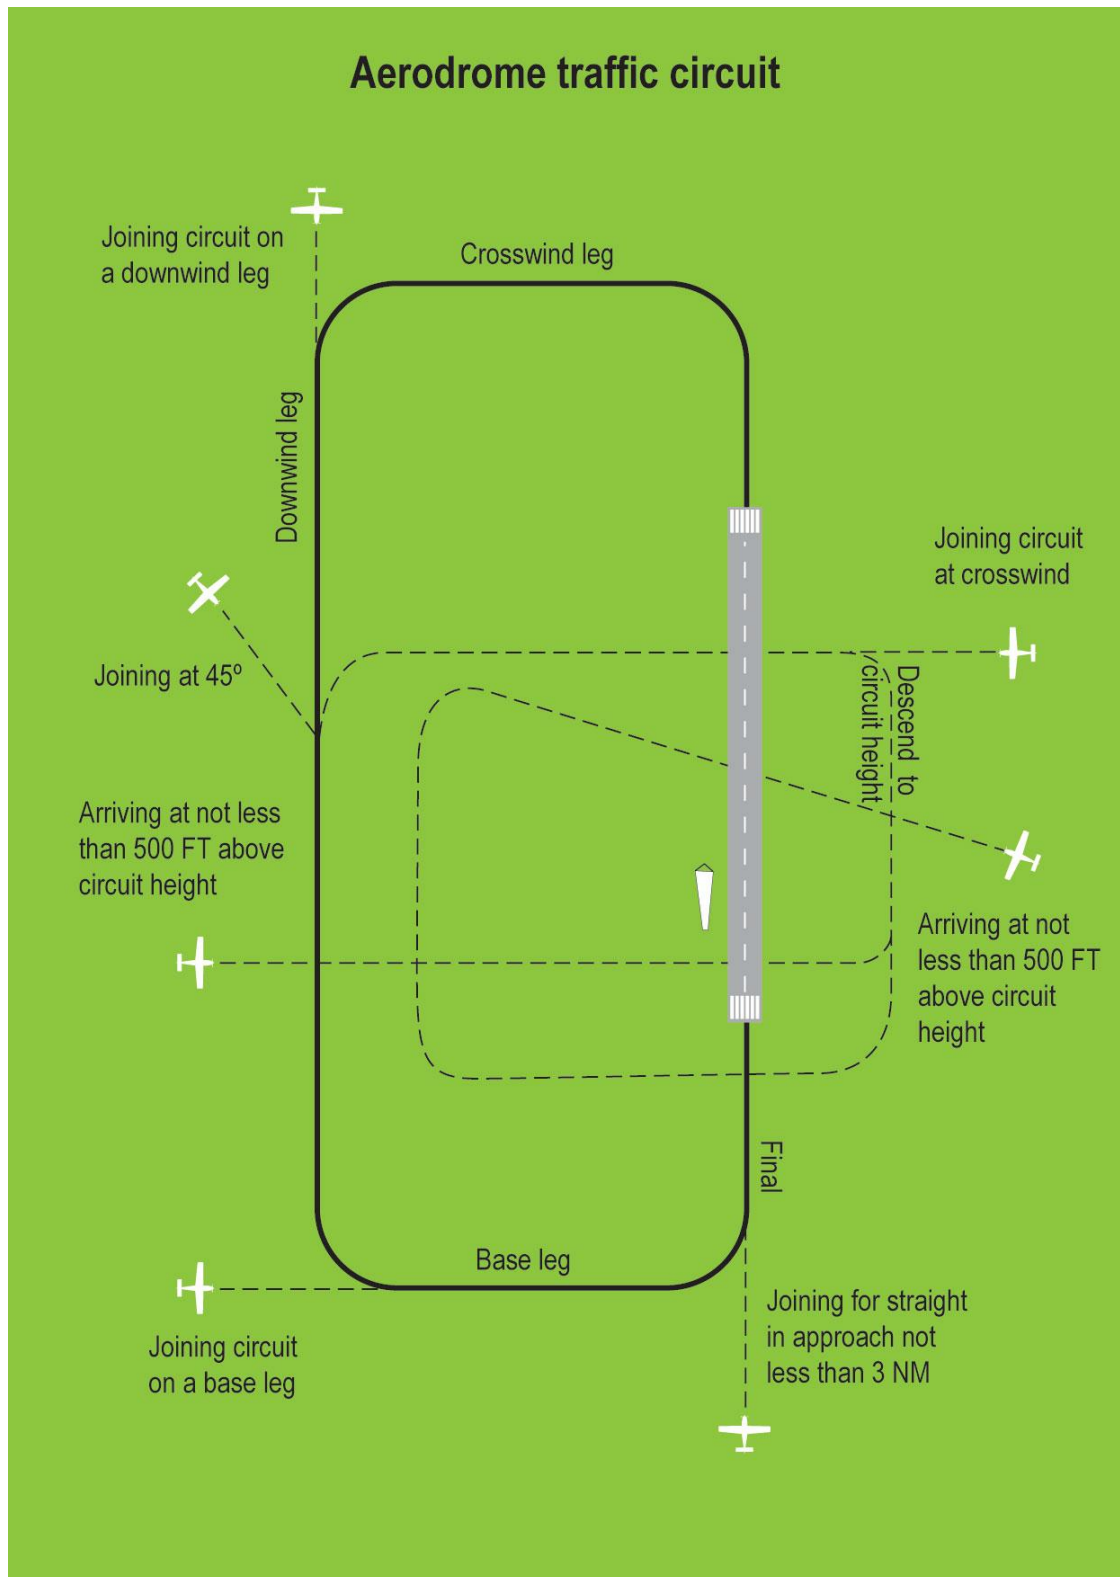 Aerodrome traffic circuit
Joining circuit on
a downwind leg
Crosswind leg
Downwind leg
Joining circuit
at crosswind
Joining at 45º
Descend to
circuit height
Arriving at not less
than 500 FT above
circuit height
Arriving at not
less than 500 FT
above circuit
height
Final
Base leg
Joining circuit
on a base leg
Joining for straight
in approach not
less than 3 NM